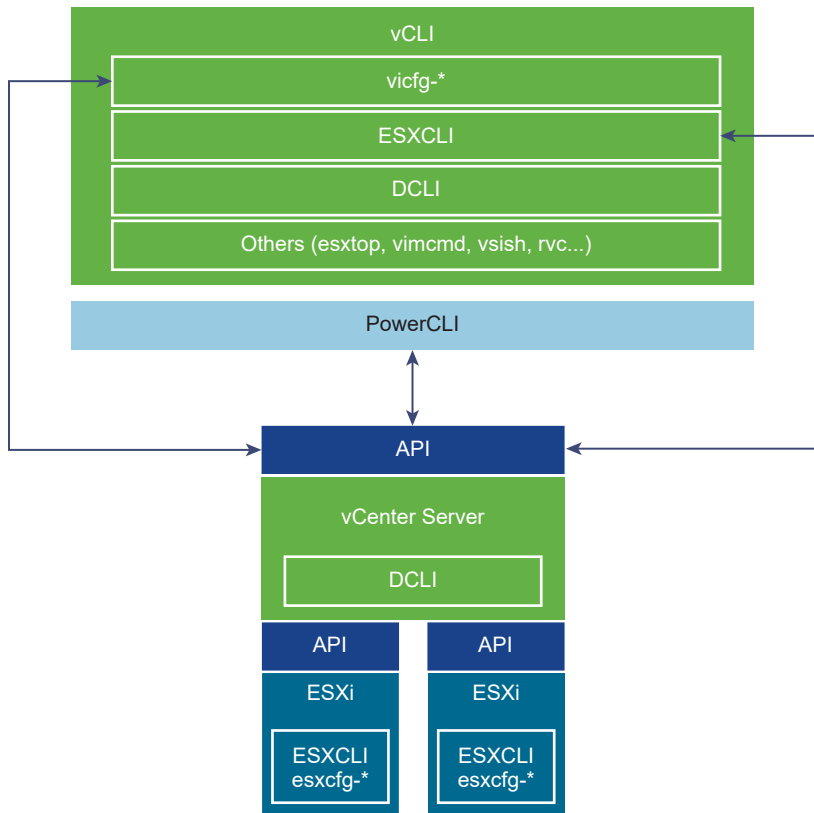 vCLI
vicfg-*
ESXCLI
DCLI
Others (esxtop, vimcmd, vsish, rvc...)
PowerCLI
API
vCenter Server
DCLI
API
API
ESXi
ESXi
ESXCLI
esxcfg-*
ESXCLI
esxcfg-*